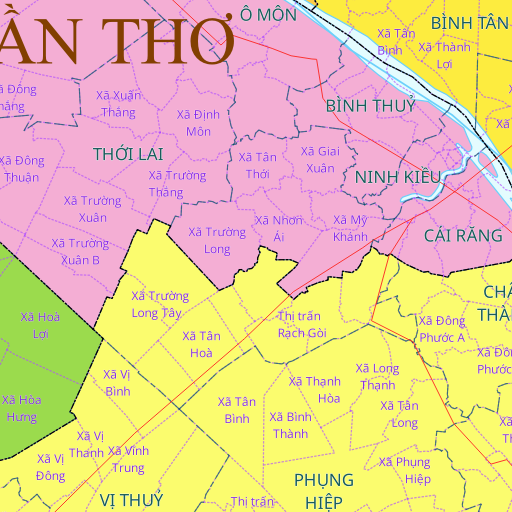 Ô MÔN
BÌNH TÂN
ẦN THƠ
Xã Tân
Bình
Xã Thành
Lợi
Xã Đông
Thắng
Xã Xuân
Thắng
Xã Định
Môn
BÌNH THUỶ
THỚI LAI
Xã Đông
Thuận
Xã Trường
Thắng
Xã Tân
Thới
Xã Giai
Xuân
NINH KIỀU
Xã Trường
Xuân
Xã Trường
Xuân B
Xã Trường
Long
Xã Nhơn
Ái
Xã Mỹ
Khánh
CÁI RĂNG
Xã Trường
Long Tây
Xã Hoà
Lợi
Xã Tân
Hoà
Thị trấn
Rạch Gòi
Xã Đông
Phước A
CHÂ
THÀ
Xã Đôn
Phước
Xã Vị
Bình
Xã Thạnh
Hòa
Xã Long
Thạnh
Xã Hòa
Hưng
Xã Tân
Bình
Xã Bình
Thành
Xã Tân
Long
Xã Vị
Thanh
Xã Vĩnh
Trung
Xã Vị
Đông
Xã Phụng
Hiệp
VỊ THUỶ
PHỤNG
HIỆP
Thị trấn